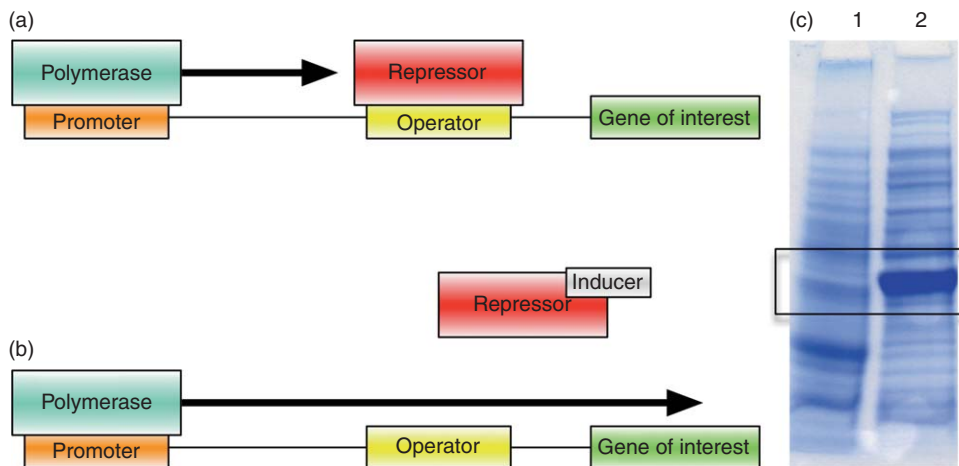 (a)
Polymerase
Repressor
Promoter
Operator
Gene of interest
Inducer
Repressor
(b)
Polymerase
Promoter
Operator
Gene of interest
(c) 1 2